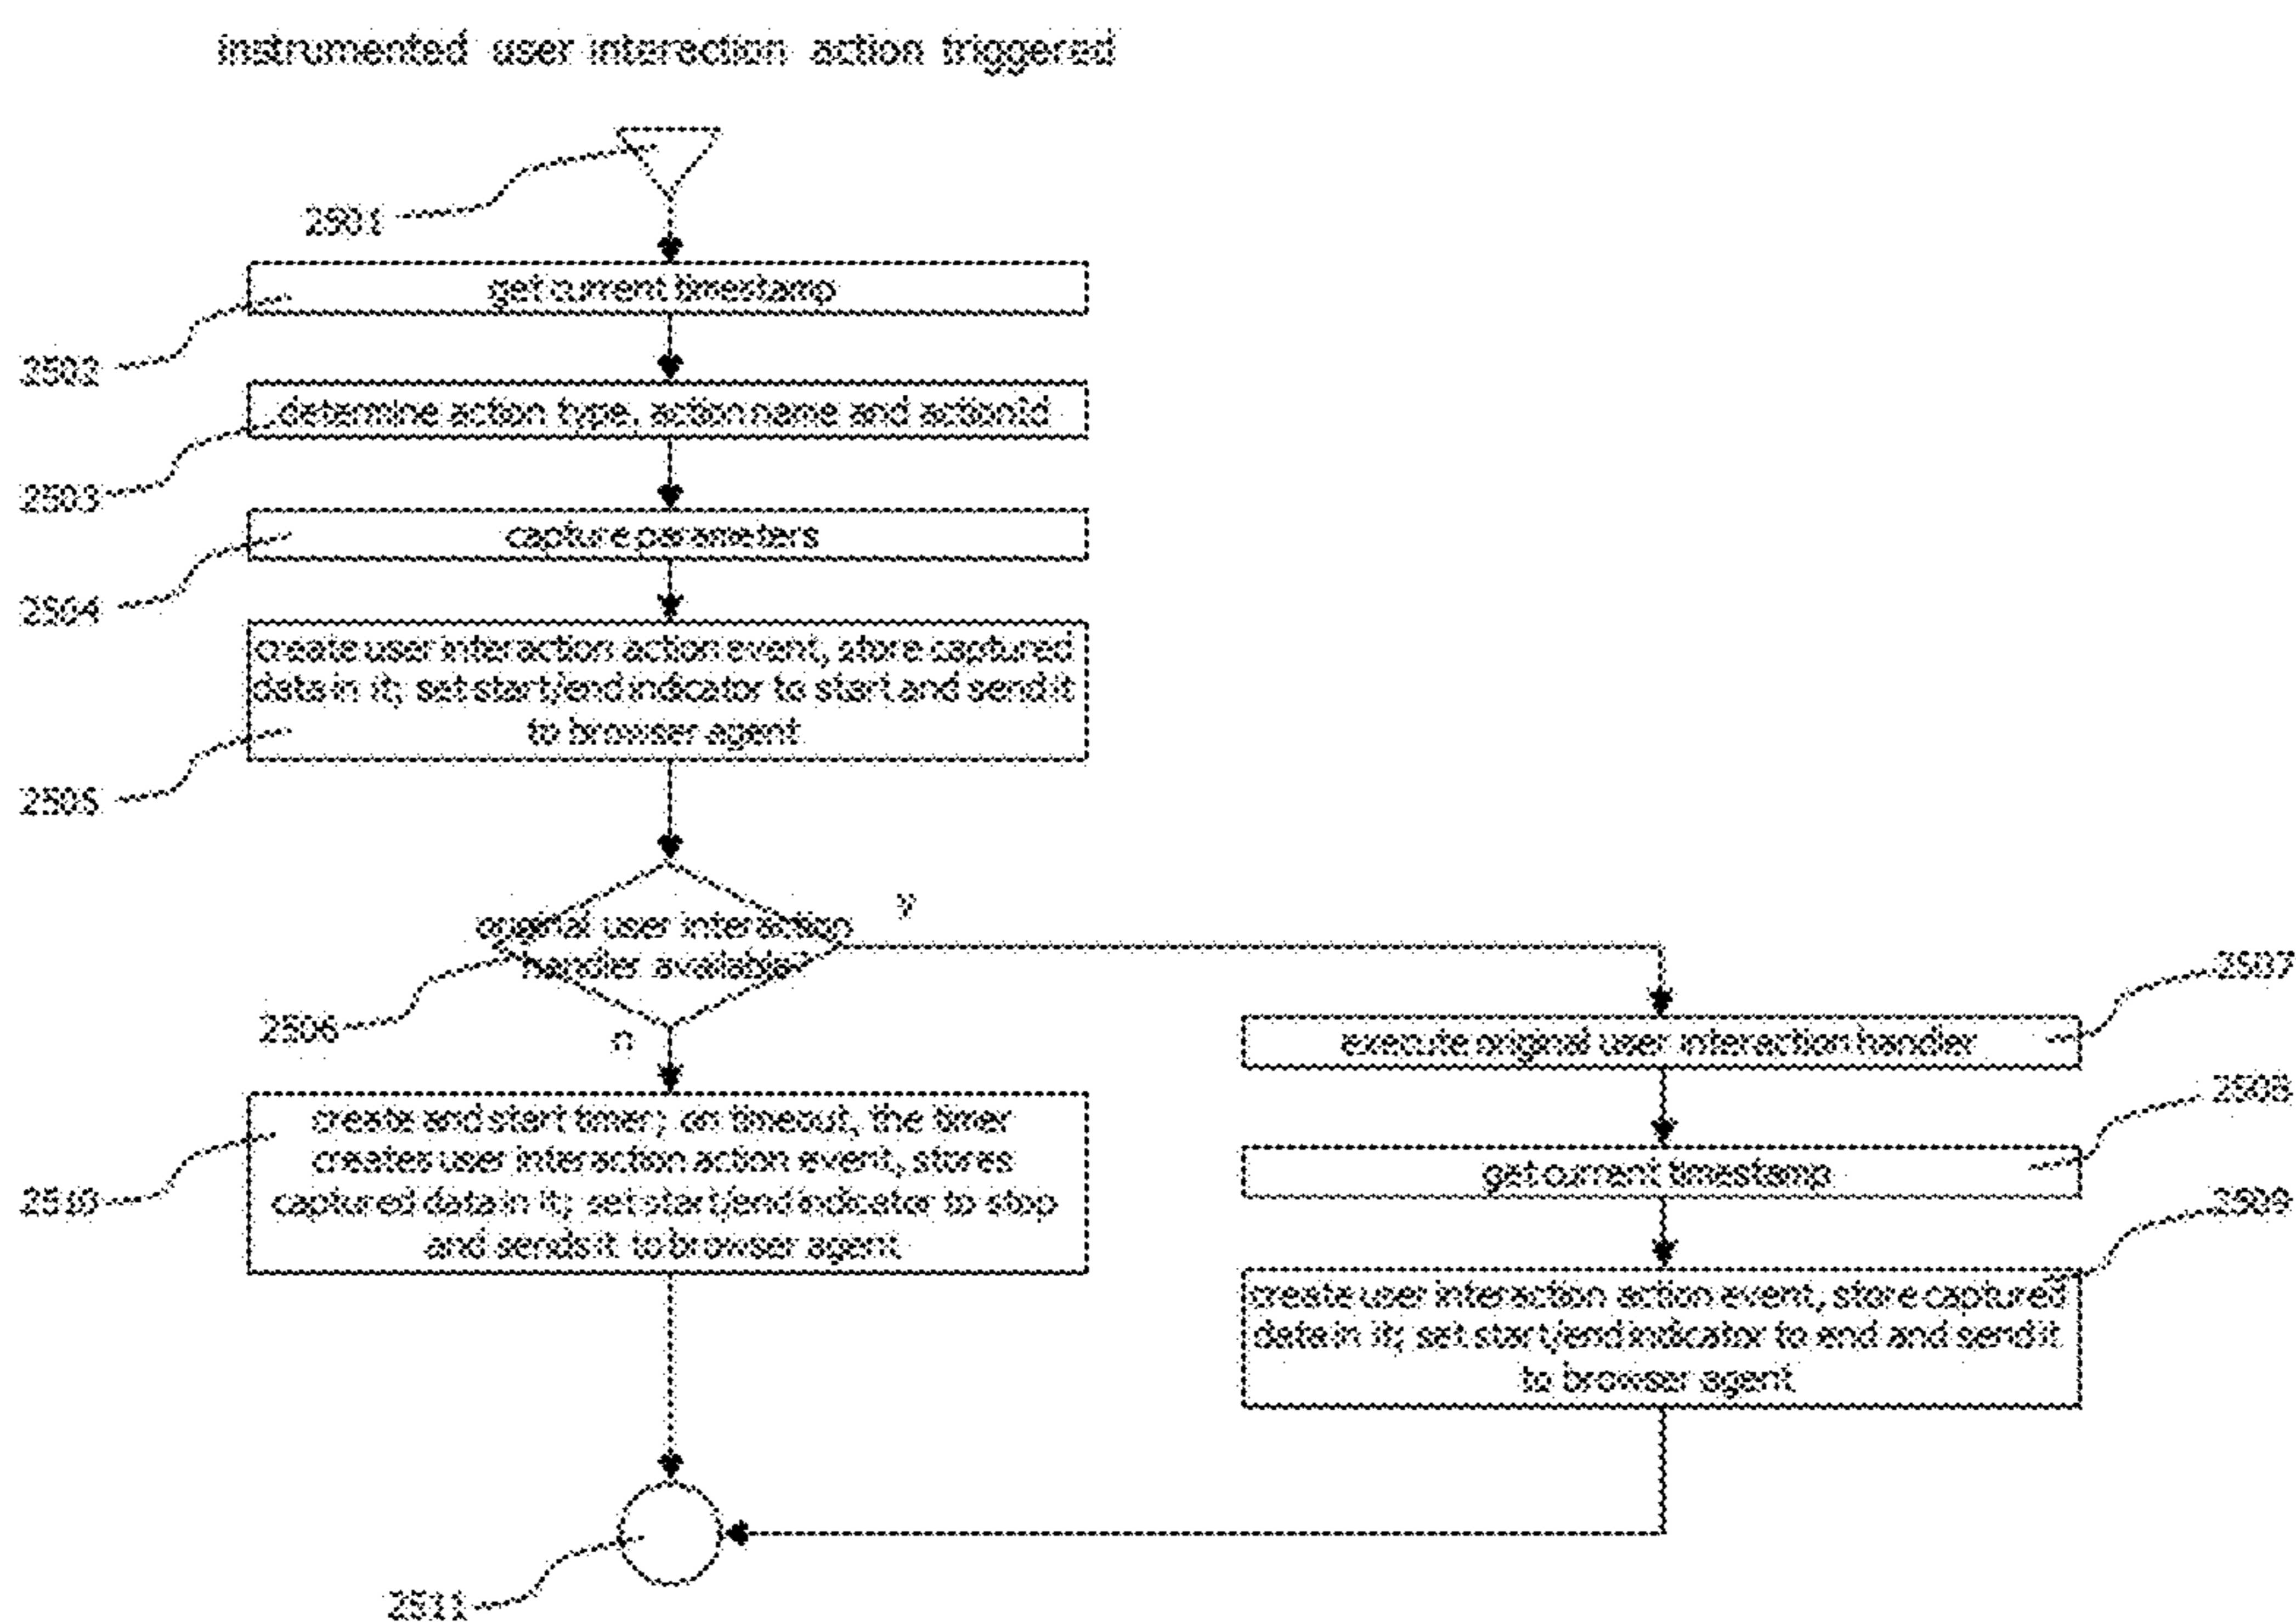 instrumented user interaction action triggered
2501
get current timestamp
2502
determine action type, action name and actionid
2503
capture parameters
2504
create user interaction action event, store captured
data in it; set start/end indicator to start and send it
to browser agent
2505
y
original user interaction
handler available?
2506
n
2507
execute original user interaction handler
2508
get current timestamp
2509
create user interaction action event, store captured
data in it; set start/end indicator to end and send it
to browser agent
create and start timer; on timeout, the timer
creates user interaction action event, stores
captured data in it; set start/end indicator to stop
and sends it to browser agent
2510
2511